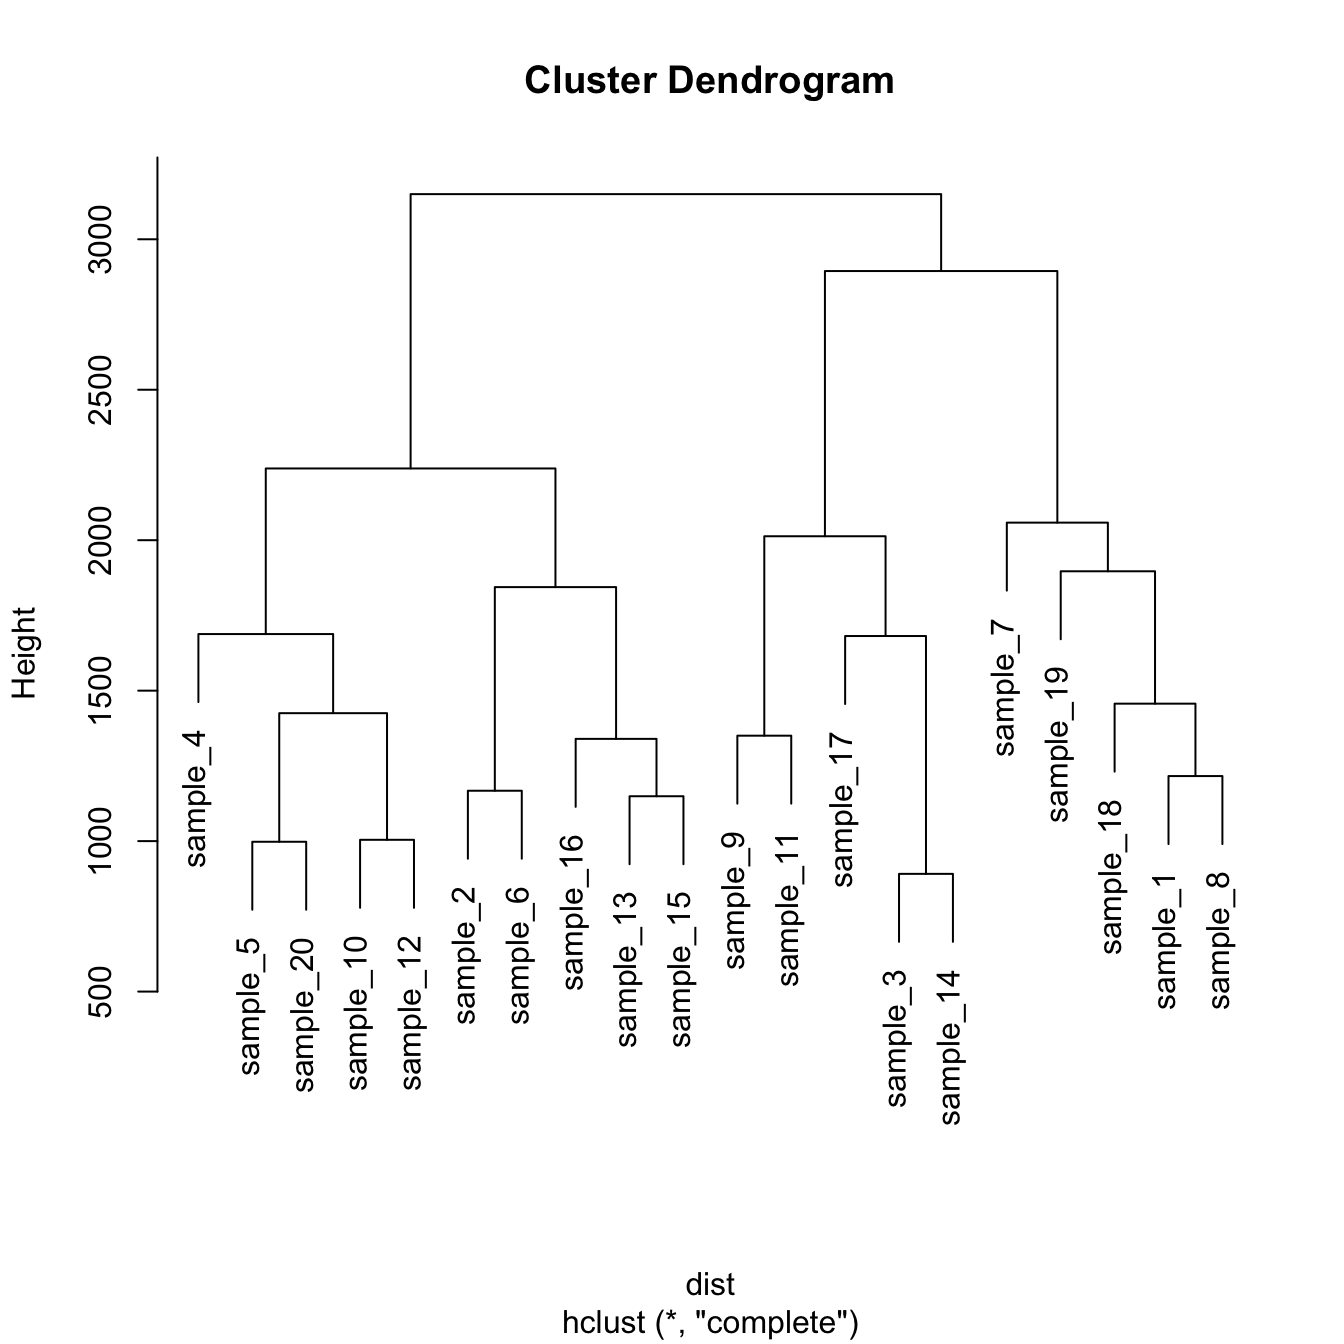 Cluster Dendrogram
Height
3000
2500
2000
1500
1000
500
sample_4
sample_5
sample_20
sample_10
sample_12
sample_2
sample_6
sample_16
sample_13
sample_15
sample_9
sample_11
sample_17
sample_3
sample_14
sample_7
sample_19
sample_18
sample_1
sample_8
dist
hclust (*, "complete")